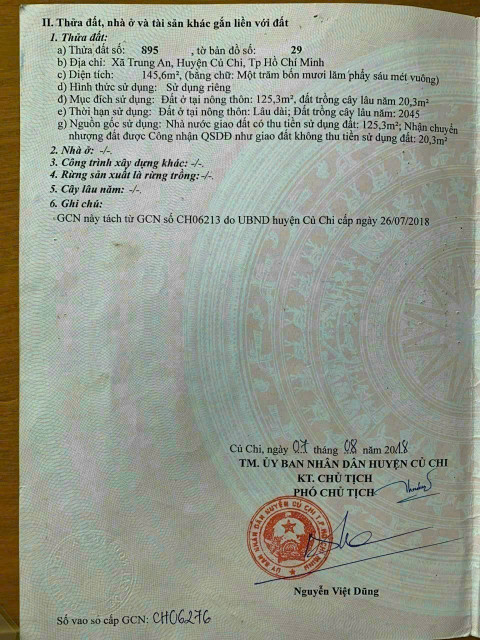 II. Thửa đất, nhà ở và tài sản khác gắn liền với đất
1. Thửa đất:
a) Thửa đất số: 895 , tờ bản đồ số: 29
b) Địa chỉ: Xã Trung An, Huyện Củ Chi, Tp Hồ Chí Minh
c) Diện tích: 145,6m², (bằng chữ: Một trăm bốn mươi lăm phẩy sáu mét vuông)
d) Hình thức sử dụng: Sử dụng riêng
đ) Mục đích sử dụng: Đất ở tại nông thôn: 125,3m², đất trồng cây lâu năm 20,3m²
e) Thời hạn sử dụng: Đất ở tại nông thôn: Lâu dài; Đất trồng cây lâu năm: 2045
g) Nguồn gốc sử dụng: Nhà nước giao đất có thu tiền sử dụng đất: 125,3m²; Nhận chuyển
nhượng đất được Công nhận QSDĐ như giao đất không thu tiền sử dụng đất: 20,3m²
2. Nhà ở: -/-.
3. Công trình xây dựng khác: -/-.
4. Rừng sản xuất là rừng trồng: -/-.
5. Cây lâu năm: -/-.
6. Ghi chú:
GCN này tách từ GCN số CH06213 do UBND huyện Củ Chi cấp ngày 26/07/2018
Củ Chi, ngày 07 tháng 08 năm 2018
TM. ỦY BAN NHÂN DÂN HUYỆN CỦ CHI
KT. CHỦ TỊCH
PHÓ CHỦ TỊCH
ỦY BAN NHÂN DÂN HUYỆN CỦ CHI T.P HỒ CHÍ MINH
Nguyễn Việt Dũng
Số vào sổ cấp GCN: CH06276